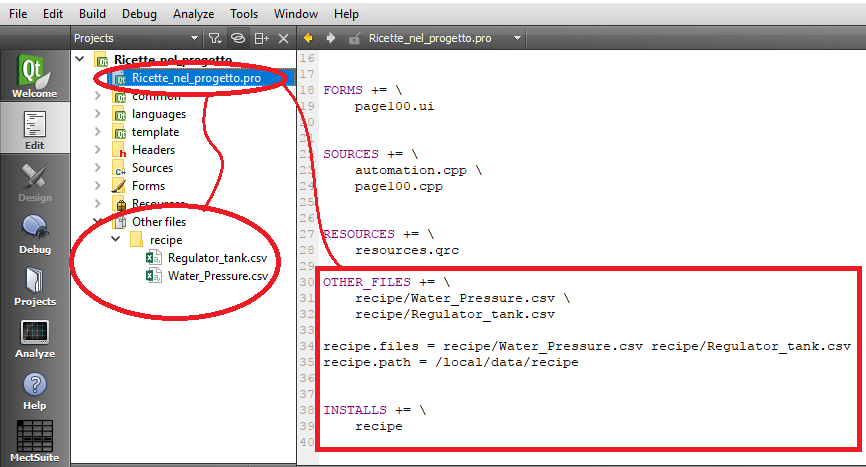 File Edit Build Debug Analyze Tools Window Help
Projects
Ricette_nel_progetto.pro
Qt
Welcome
Edit
Design
Debug
Projects
Analyze
Help
MectSuite
Ricette_nel_progetto
Ricette_nel_progetto.pro
common
languages
template
Headers
Sources
Forms
Resources
Other files
recipe
Regulator_tank.csv
Water_Pressure.csv
16
17
18 FORMS += \
19 page100.ui
20
21
22 SOURCES += \
23 automation.cpp \
24 page100.cpp
25
26
27 RESOURCES += \
28 resources.qrc
29
30 OTHER_FILES += \
31 recipe/Water_Pressure.csv \
32 recipe/Regulator_tank.csv
33
34 recipe.files = recipe/Water_Pressure.csv recipe/Regulator_tank.csv
35 recipe.path = /local/data/recipe
36
37
38 INSTALLS += \
39 recipe
40